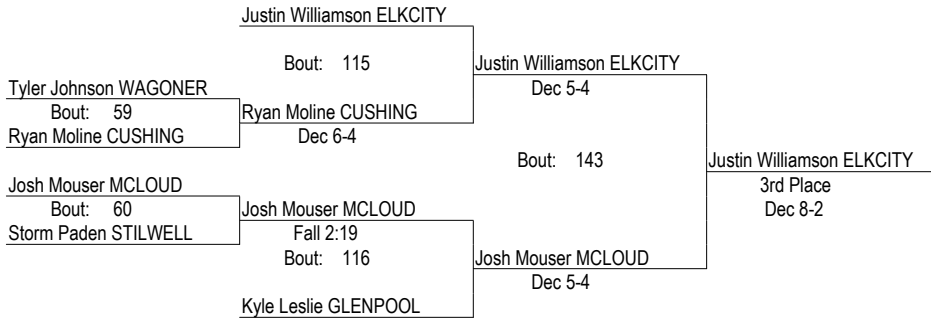 Justin Williamson ELKCITY
Bout: 115
Justin Williamson ELKCITY
Tyler Johnson WAGONER
Dec 5-4
Bout: 59
Ryan Moline CUSHING
Ryan Moline CUSHING
Dec 6-4
Bout: 143
Justin Williamson ELKCITY
Josh Mouser MCLOUD
3rd Place
Bout: 60
Josh Mouser MCLOUD
Dec 8-2
Storm Paden STILWELL
Fall 2:19
Bout: 116
Josh Mouser MCLOUD
Dec 5-4
Kyle Leslie GLENPOOL